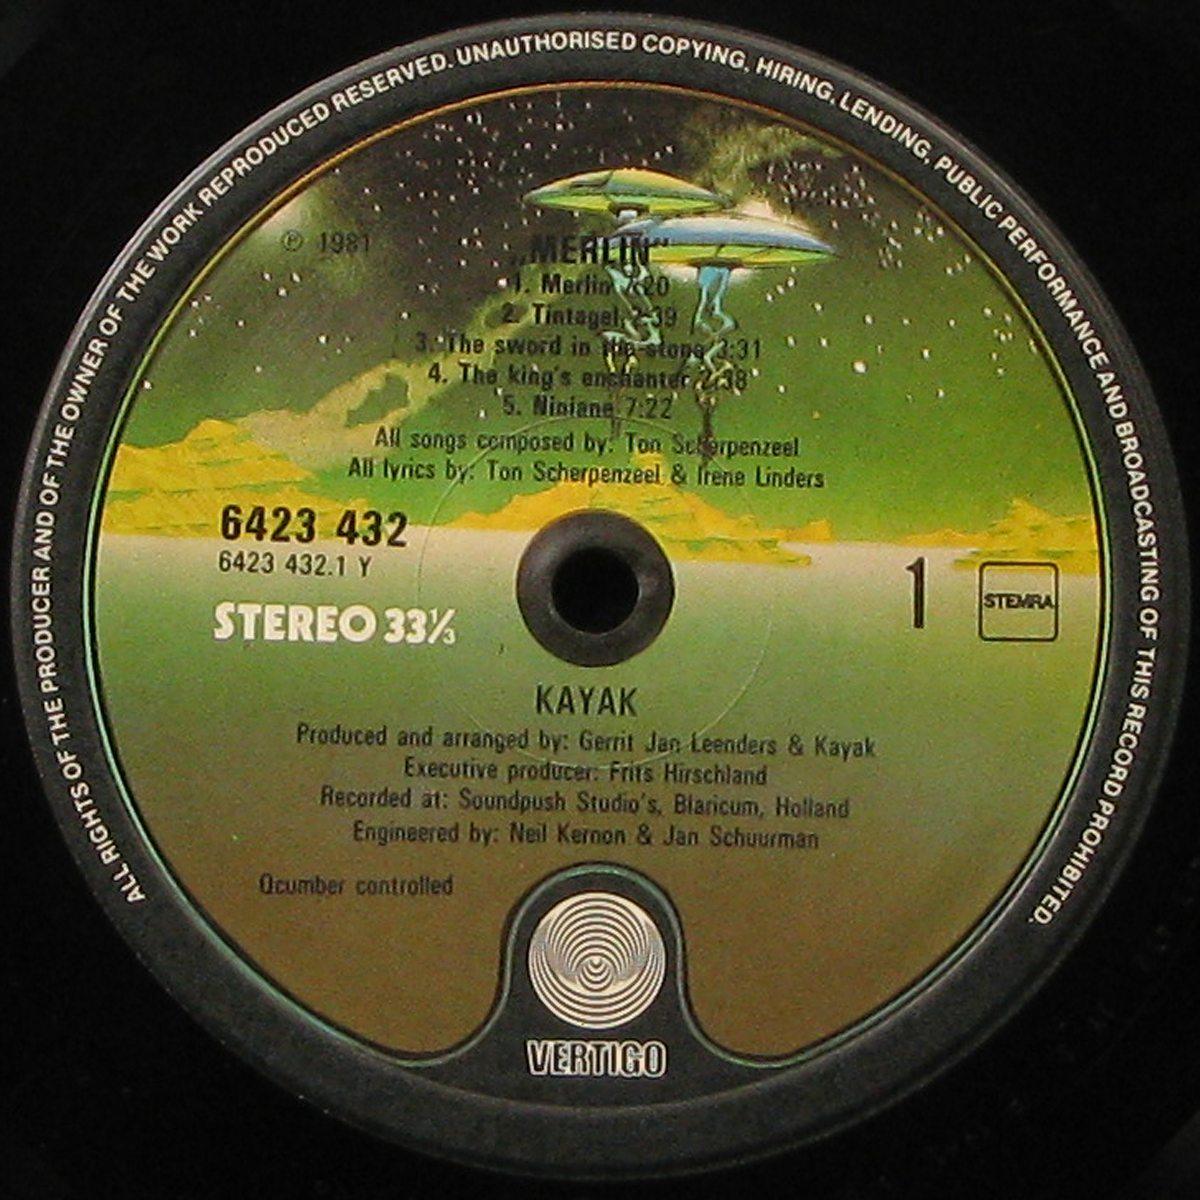 ALL RIGHTS OF THE PRODUCER AND OF THE OWNER OF THE WORK REPRODUCED RESERVED. UNAUTHORISED COPYING, HIRING, LENDING, PUBLIC PERFORMANCE AND BROADCASTING OF THIS RECORD PROHIBITED.
℗ 1981
„MERLIN“
1. Merlin 7:20
2. Tintagel 2:39
3. The sword in the stone 3:31
4. The king's enchanter 2:38
5. Niniane 7:22
All songs composed by: Ton Scherpenzeel
All lyrics by: Ton Scherpenzeel & Irene Linders
6423 432
6423 432.1 Y
STEREO 33⅓
1
STEMRA
KAYAK
Produced and arranged by: Gerrit Jan Leenders & Kayak
Executive producer: Frits Hirschland
Recorded at: Soundpush Studio's, Blaricum, Holland
Engineered by: Neil Kernon & Jan Schuurman
Qcumber controlled
VERTIGO